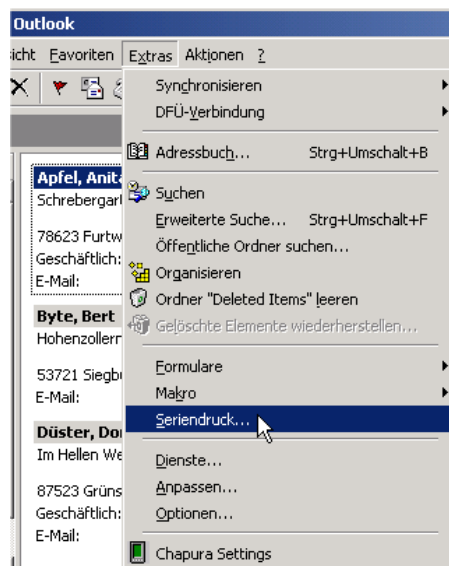 Outlook
icht Favoriten Extras Aktionen ?
Synchronisieren
DFÜ-Verbindung
Adressbuch... Strg+Umschalt+B
Suchen
Erweiterte Suche... Strg+Umschalt+F
Öffentliche Ordner suchen...
Organisieren
Ordner "Deleted Items" leeren
Gelöschte Elemente wiederherstellen...
Formulare
Makro
Seriendruck...
Dienste...
Anpassen...
Optionen...
Chapura Settings
Apfel, Anita
Schrebergar
78623 Furtw
Geschäftlich:
E-Mail:
Byte, Bert
Hohenzollern
53721 Siegb
E-Mail:
Düster, Do
Im Hellen We
87523 Grüns
Geschäftlich:
E-Mail: